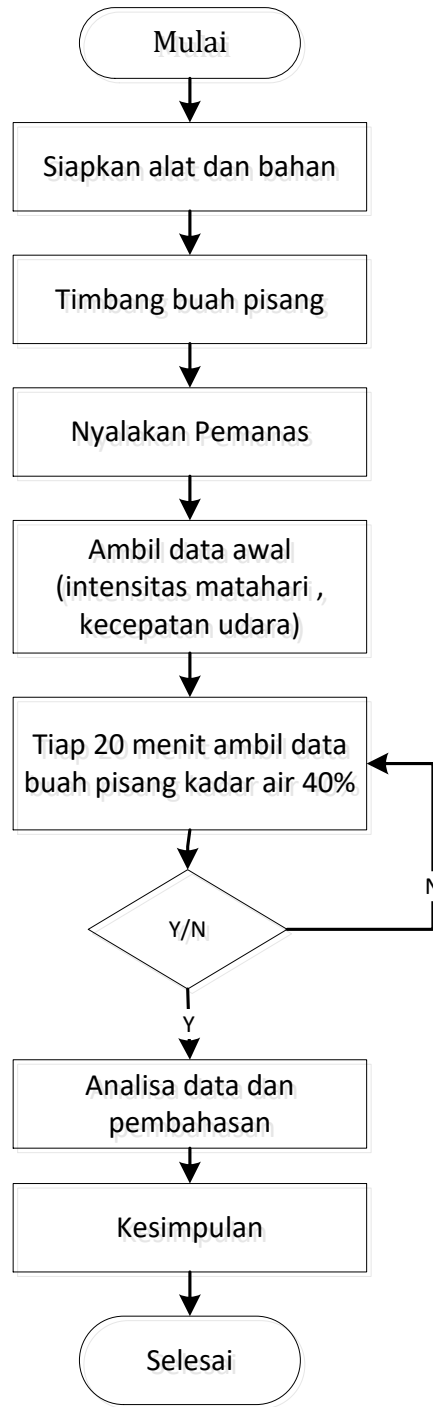 Mulai
Siapkan alat dan bahan
Timbang buah pisang
Nyalakan Pemanas
Ambil data awal
(intensitas matahari ,
kecepatan udara)
Tiap 20 menit ambil data
buah pisang kadar air 40%
N
Y/N
Y
Analisa data dan
pembahasan
Kesimpulan
Selesai